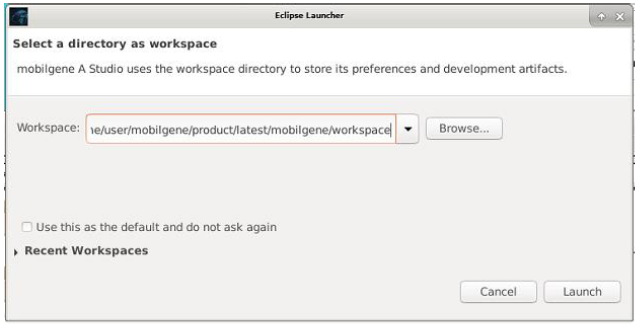 Eclipse Launcher
Select a directory as workspace
mobilgene A Studio uses the workspace directory to store its preferences and development artifacts.
Workspace: ıe/user/mobilgene/product/latest/mobilgene/workspace Browse...
Use this as the default and do not ask again
Recent Workspaces
Cancel Launch